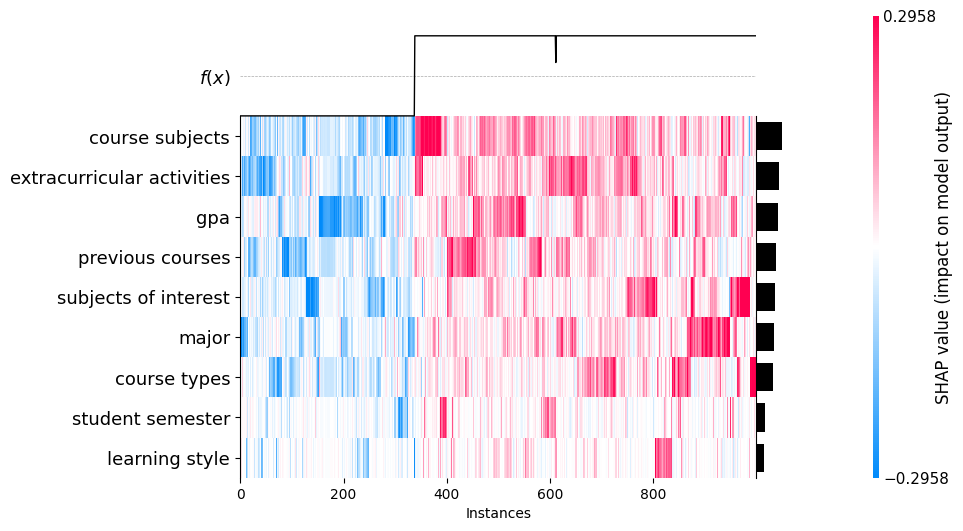 0.2958
f(x)
course subjects
extracurricular activities
gpa
previous courses
subjects of interest
major
course types
student semester
learning style
−0.2958
SHAP value (impact on model output)
0 200 400 600 800
Instances